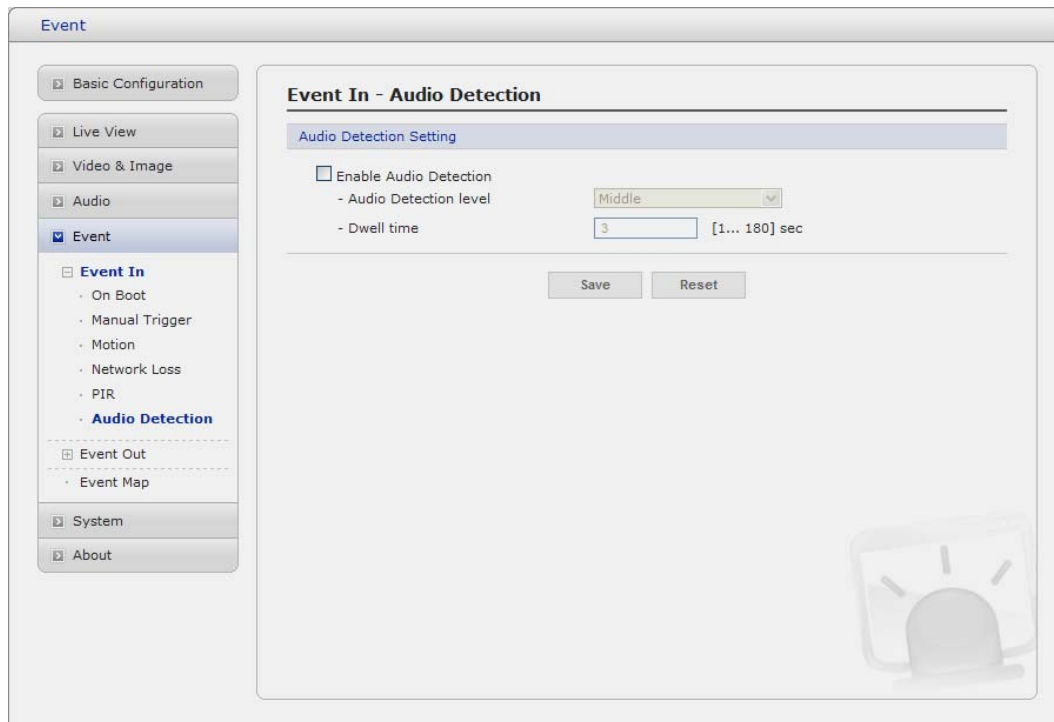 Event
Basic Configuration
Live View
Video & Image
Audio
Event
Event In
On Boot
Manual Trigger
Motion
Network Loss
PIR
Audio Detection
Event Out
Event Map
System
About
Event In - Audio Detection
Audio Detection Setting
Enable Audio Detection
- Audio Detection level Middle
- Dwell time 3 [1... 180] sec
Save Reset